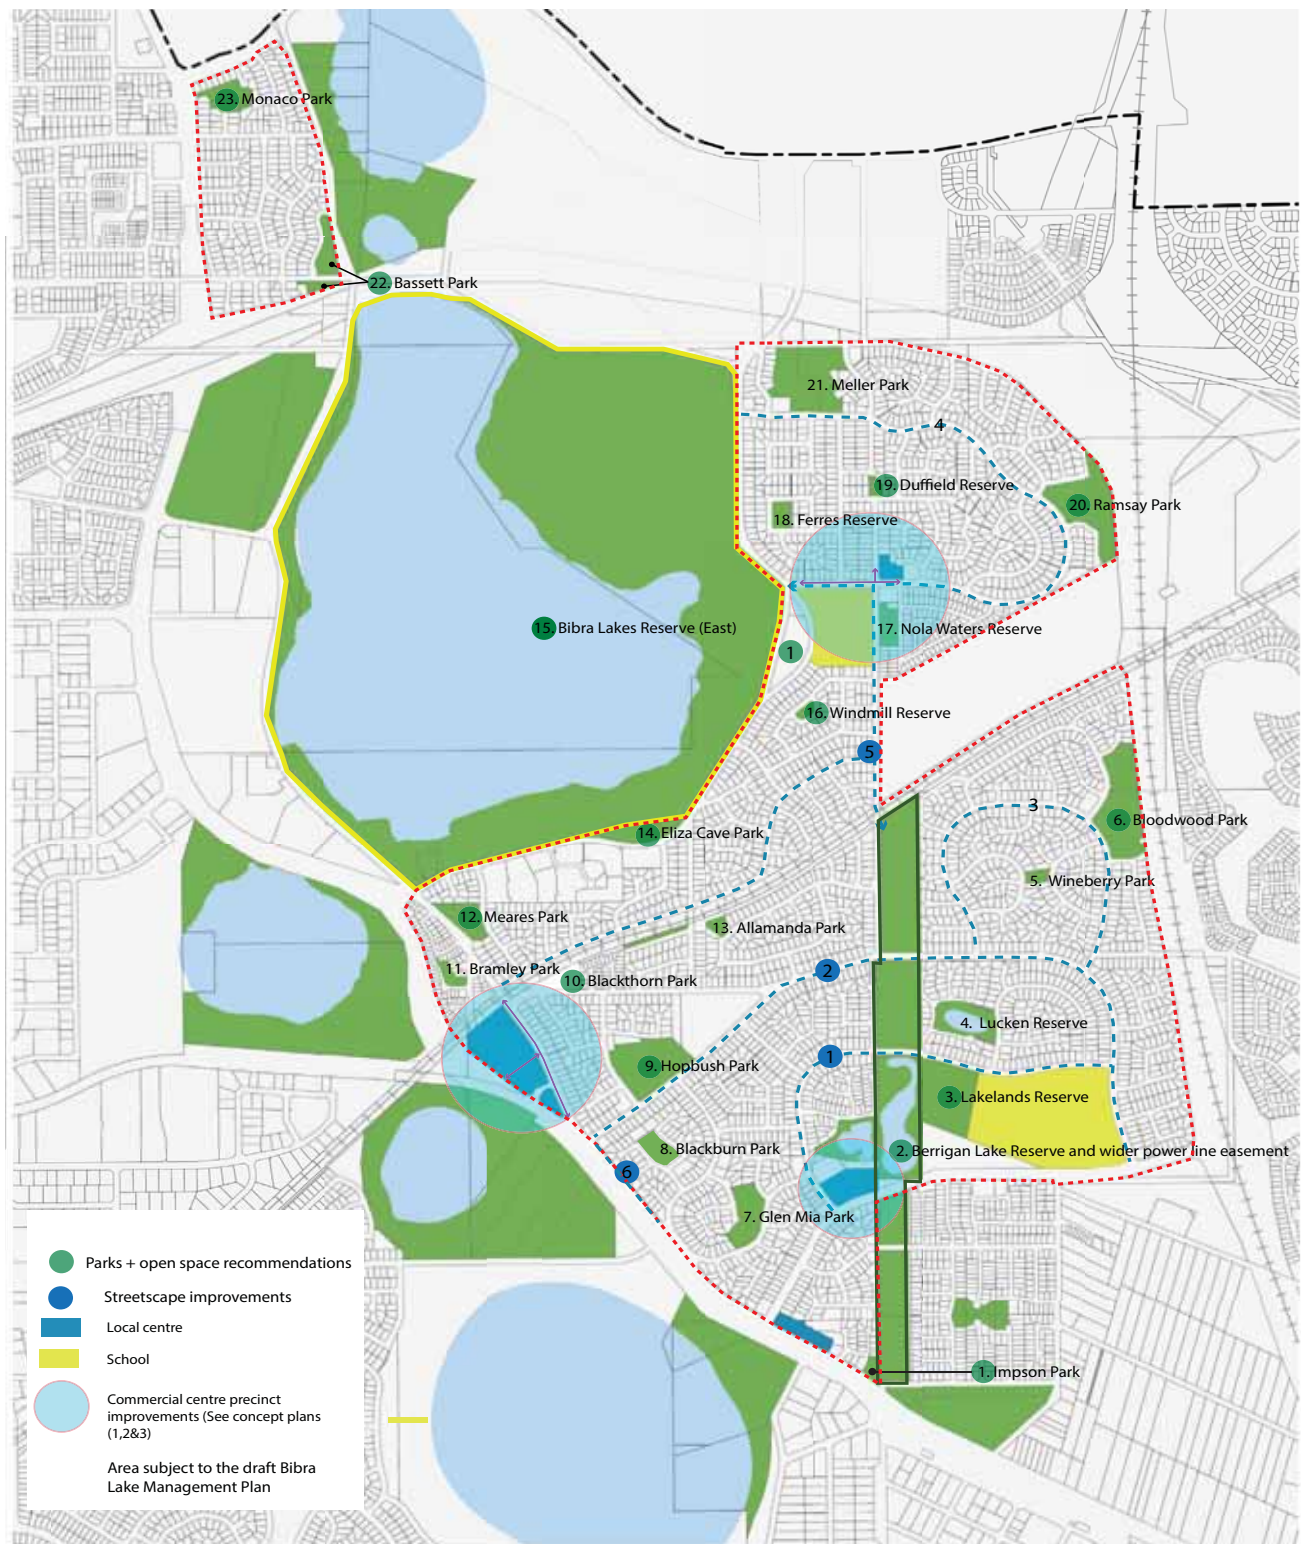 23. Monaco Park
22. Bassett Park
21. Meller Park
4
19. Duffield Reserve
20. Ramsay Park
18. Ferres Reserve
15. Bibra Lakes Reserve (East)
17. Nola Waters Reserve
1
16. Windmill Reserve
5
3
6. Bloodwood Park
14. Eliza Cave Park
5. Wineberry Park
12. Meares Park
13. Allamanda Park
11. Bramley Park
10. Blackthorn Park
2
4. Lucken Reserve
1
9. Hopbush Park
3. Lakelands Reserve
8. Blackburn Park
2. Berrigan Lake Reserve and wider power line easement
6
7. Glen Mia Park
1. Impson Park
Parks + open space recommendations
Streetscape improvements
Local centre
School
Commercial centre precinct
improvements (See concept plans
(1,2&3)
Area subject to the draft Bibra
Lake Management Plan